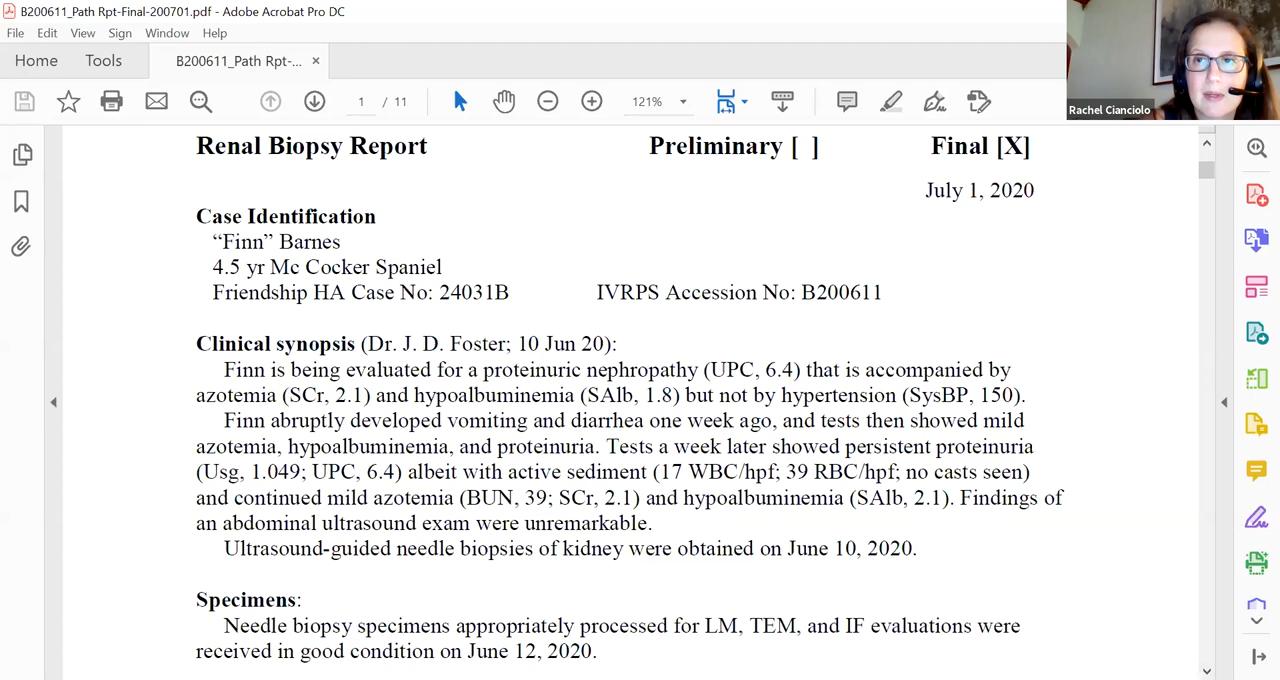 B200611_Path Rpt-Final-200701.pdf - Adobe Acrobat Pro DC
File Edit View Sign Window Help
Home Tools B200611_Path Rpt-... ×
1 / 11 121%
Rachel Cianciolo
Renal Biopsy Report Preliminary [ ] Final [X]
July 1, 2020
Case Identification
“Finn” Barnes
4.5 yr Mc Cocker Spaniel
Friendship HA Case No: 24031B IVRPS Accession No: B200611
Clinical synopsis (Dr. J. D. Foster; 10 Jun 20):
Finn is being evaluated for a proteinuric nephropathy (UPC, 6.4) that is accompanied by
azotemia (SCr, 2.1) and hypoalbuminemia (SAlb, 1.8) but not by hypertension (SysBP, 150).
Finn abruptly developed vomiting and diarrhea one week ago, and tests then showed mild
azotemia, hypoalbuminemia, and proteinuria. Tests a week later showed persistent proteinuria
(Usg, 1.049; UPC, 6.4) albeit with active sediment (17 WBC/hpf; 39 RBC/hpf; no casts seen)
and continued mild azotemia (BUN, 39; SCr, 2.1) and hypoalbuminemia (SAlb, 2.1). Findings of
an abdominal ultrasound exam were unremarkable.
Ultrasound-guided needle biopsies of kidney were obtained on June 10, 2020.
Specimens:
Needle biopsy specimens appropriately processed for LM, TEM, and IF evaluations were
received in good condition on June 12, 2020.